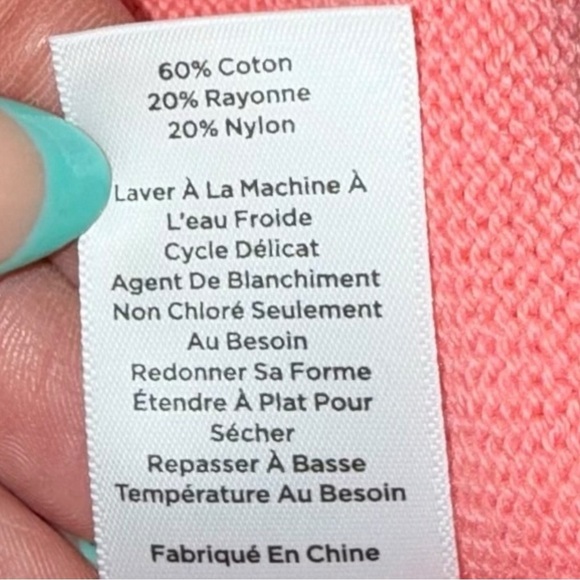 60% Coton
20% Rayonne
20% Nylon
Laver À La Machine À
L'eau Froide
Cycle Délicat
Agent De Blanchiment
Non Chloré Seulement
Au Besoin
Redonner Sa Forme
Étendre À Plat Pour
Sécher
Repasser À Basse
Température Au Besoin
Fabriqué En Chine